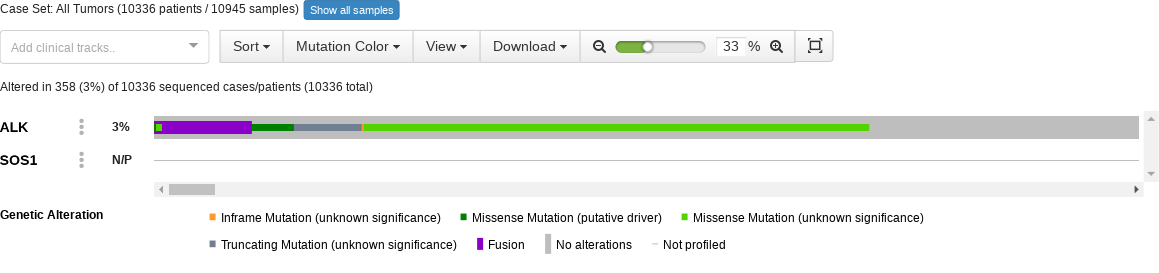 Case Set: All Tumors (10336 patients / 10945 samples) Show all samples
Add clinical tracks.. Sort Mutation Color View Download 33 %
Altered in 358 (3%) of 10336 sequenced cases/patients (10336 total)
ALK 3%
SOS1 N/P
Genetic Alteration Inframe Mutation (unknown significance) Missense Mutation (putative driver) Missense Mutation (unknown significance)
Truncating Mutation (unknown significance) Fusion No alterations Not profiled